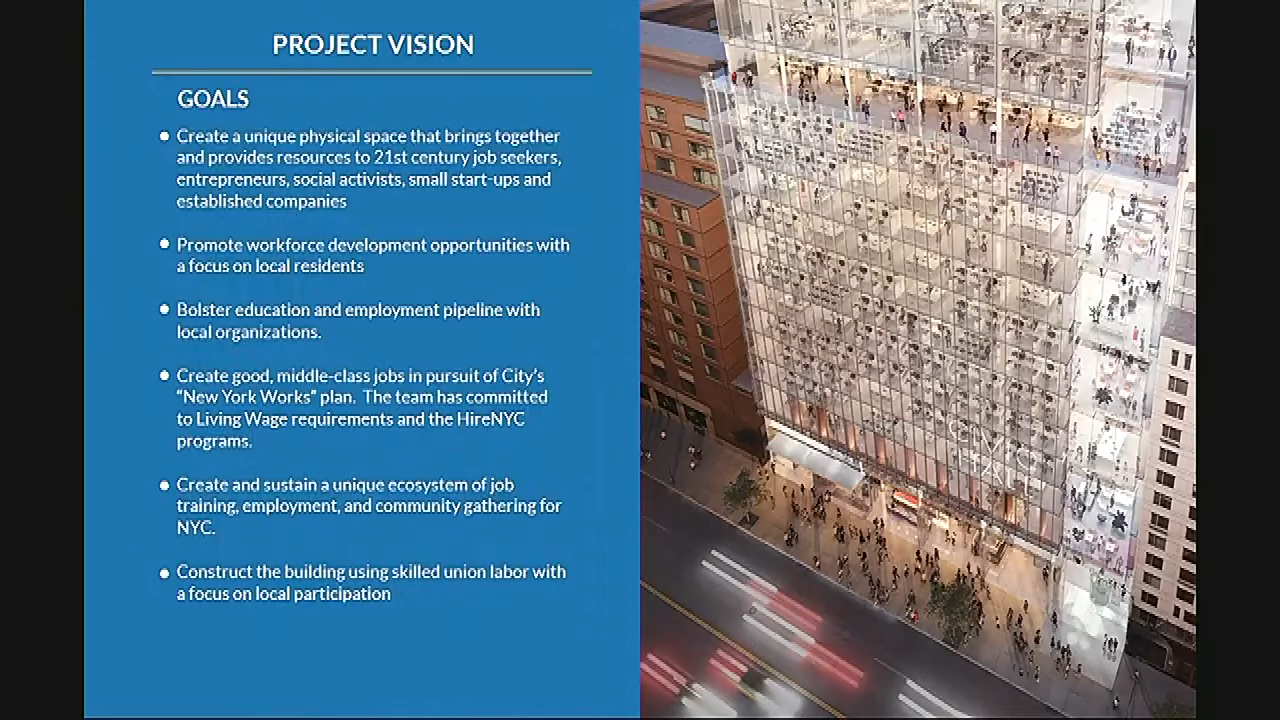 PROJECT VISION
GOALS
Create a unique physical space that brings together
and provides resources to 21st century job seekers,
entrepreneurs, social activists, small start-ups and
established companies
Promote workforce development opportunities with
a focus on local residents
Bolster education and employment pipeline with
local organizations.
Create good, middle-class jobs in pursuit of City's
"New York Works" plan.  The team has committed
to Living Wage requirements and the HireNYC
programs.
Create and sustain a unique ecosystem of job
training, employment, and community gathering for
NYC.
Construct the building using skilled union labor with
a focus on local participation